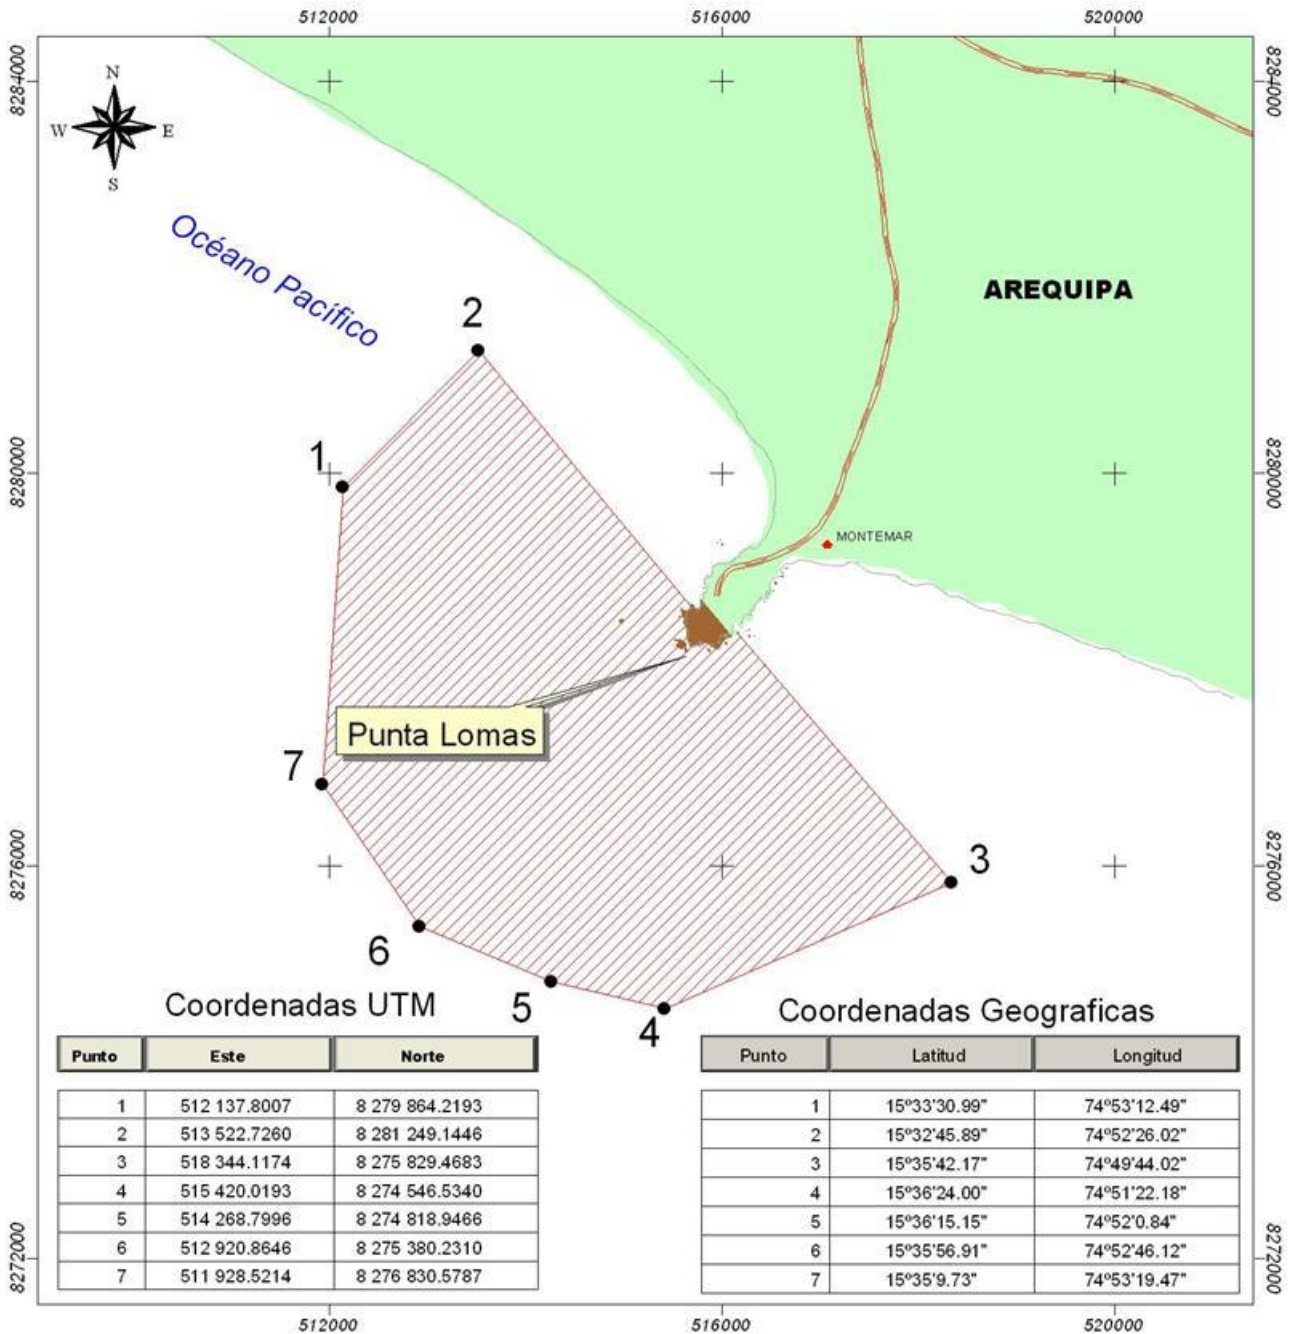 512000 516000 520000
8284000 8284000
N
W E
S
Océano Pacífico
AREQUIPA
2
1
8280000 8280000
MONTEMAR
Punta Lomas
7
3
8276000 8276000
6
5
4
Coordenadas UTM
Punto Este Norte
1 512 137.8007 8 279 864.2193
2 513 522.7260 8 281 249.1446
3 518 344.1174 8 275 829.4683
4 515 420.0193 8 274 546.5340
5 514 268.7996 8 274 818.9466
6 512 920.8646 8 275 380.2310
7 511 928.5214 8 276 830.5787
Coordenadas Geograficas
Punto Latitud Longitud
1 15º33'30.99" 74º53'12.49"
2 15º32'45.89" 74º52'26.02"
3 15º35'42.17" 74º49'44.02"
4 15º36'24.00" 74º51'22.18"
5 15º36'15.15" 74º52'0.84"
6 15º35'56.91" 74º52'46.12"
7 15º35'9.73" 74º53'19.47"
8272000 8272000
512000 516000 520000